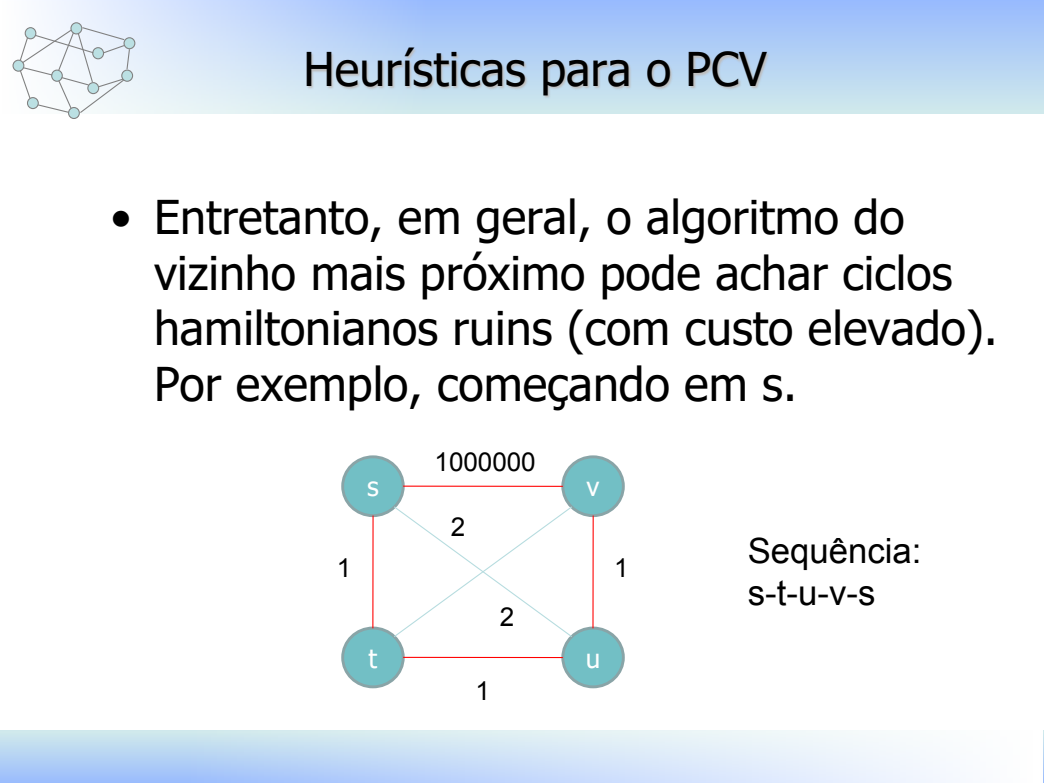 Heurísticas para o PCV
• Entretanto, em geral, o algoritmo do
vizinho mais próximo pode achar ciclos
hamiltonianos ruins (com custo elevado).
Por exemplo, começando em s.
1000000
s
v
2
1
1
Sequência:
s-t-u-v-s
2
t
u
1